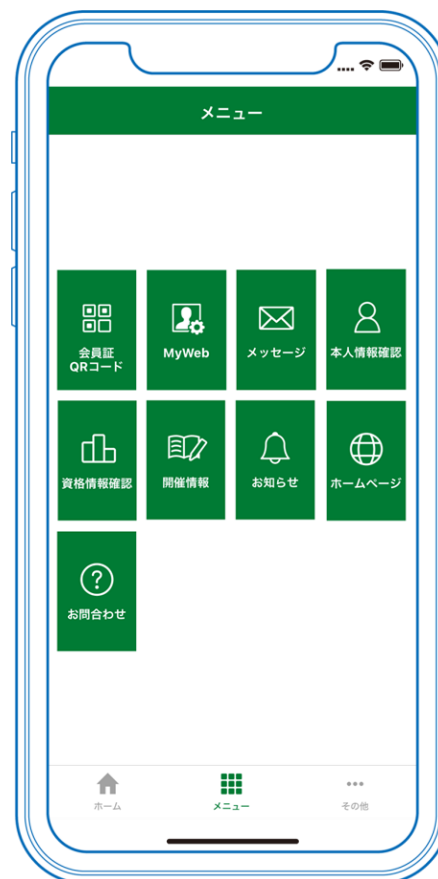 メニュー
会員証
QRコード
MyWeb
メッセージ
本人情報確認
資格情報確認
開催情報
お知らせ
ホームページ
お問合わせ
ホーム
メニュー
その他